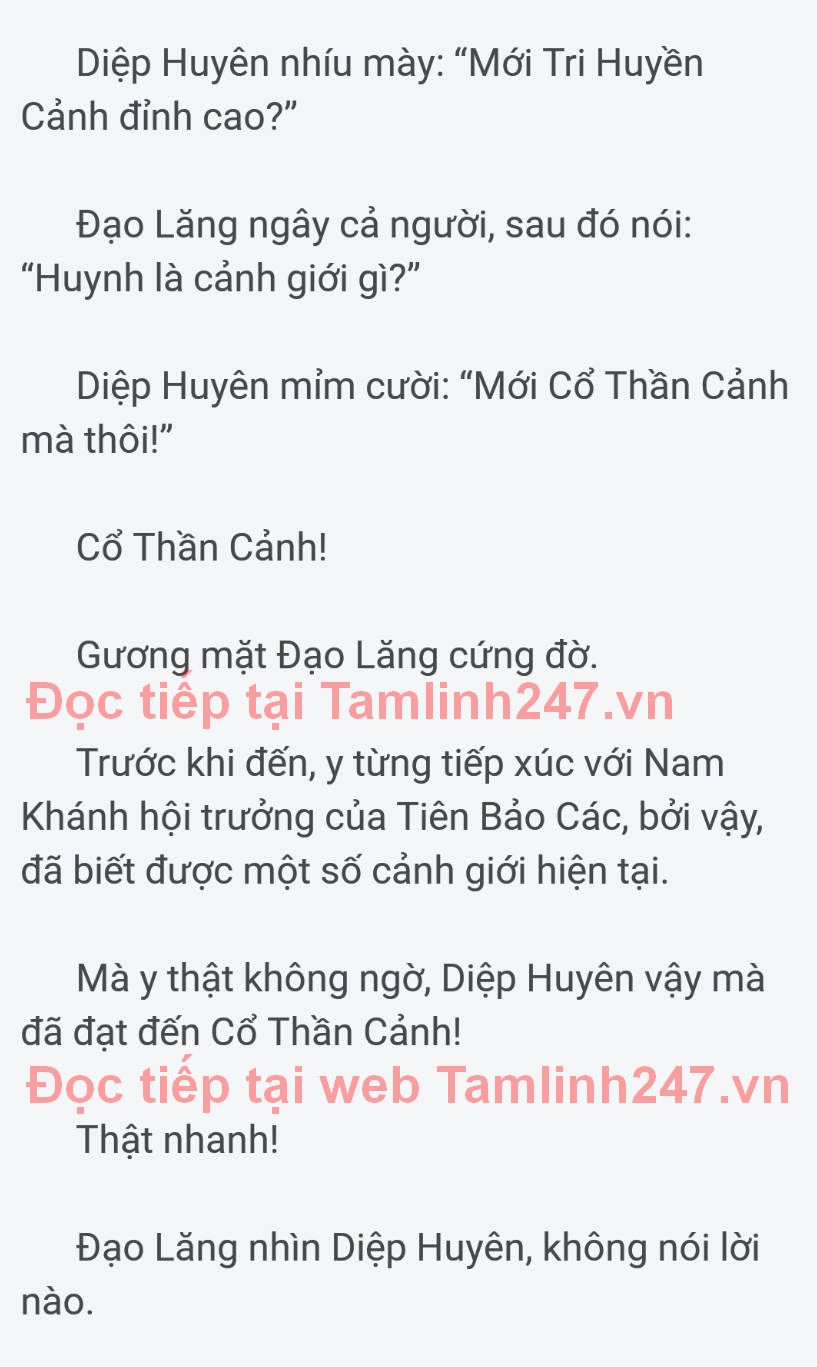 Diệp Huyên nhíu mày: “Mới Tri Huyền
Cảnh đỉnh cao?”
Đạo Lăng ngây cả người, sau đó nói:
“Huynh là cảnh giới gì?”
Diệp Huyên mỉm cười: “Mới Cổ Thần Cảnh
mà thôi!”
Cổ Thần Cảnh!
Gương mặt Đạo Lăng cứng đờ.
Đọc tiếp tại Tamlinh247.vn
Trước khi đến, y từng tiếp xúc với Nam
Khánh hội trưởng của Tiên Bảo Các, bởi vậy,
đã biết được một số cảnh giới hiện tại.
Mà y thật không ngờ, Diệp Huyên vậy mà
đã đạt đến Cổ Thần Cảnh!
Đọc tiếp tại web Tamlinh247.vn
Thật nhanh!
Đạo Lăng nhìn Diệp Huyên, không nói lời
nào.